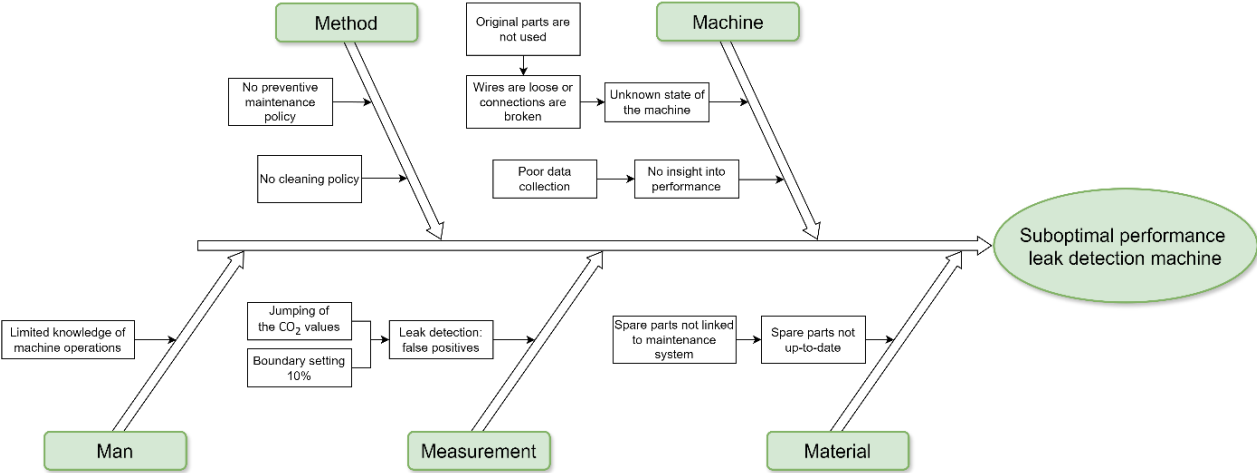 Method
Machine
Original parts are
not used
No preventive
maintenance
policy
Wires are loose or
connections are
broken
Unknown state of
the machine
No cleaning policy
Poor data
collection
No insight into
performance
Suboptimal performance
leak detection machine
Limited knowledge of
machine operations
Jumping of
the CO₂ values
Boundary setting
10%
Leak detection:
false positives
Spare parts not linked
to maintenance
system
Spare parts not
up-to-date
Man
Measurement
Material